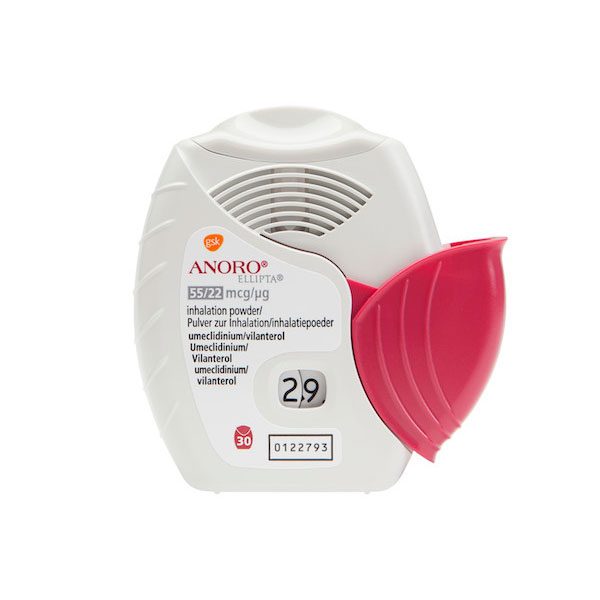 gsk
ANORO®
ELLIPTA®
55/22 mcg/µg
inhalation powder/
Pulver zur Inhalation/inhalatiepoeder
umeclidinium/vilanterol
Umeclidinium/
Vilanterol
umeclidinium/
vilanterol
29
30
0122793